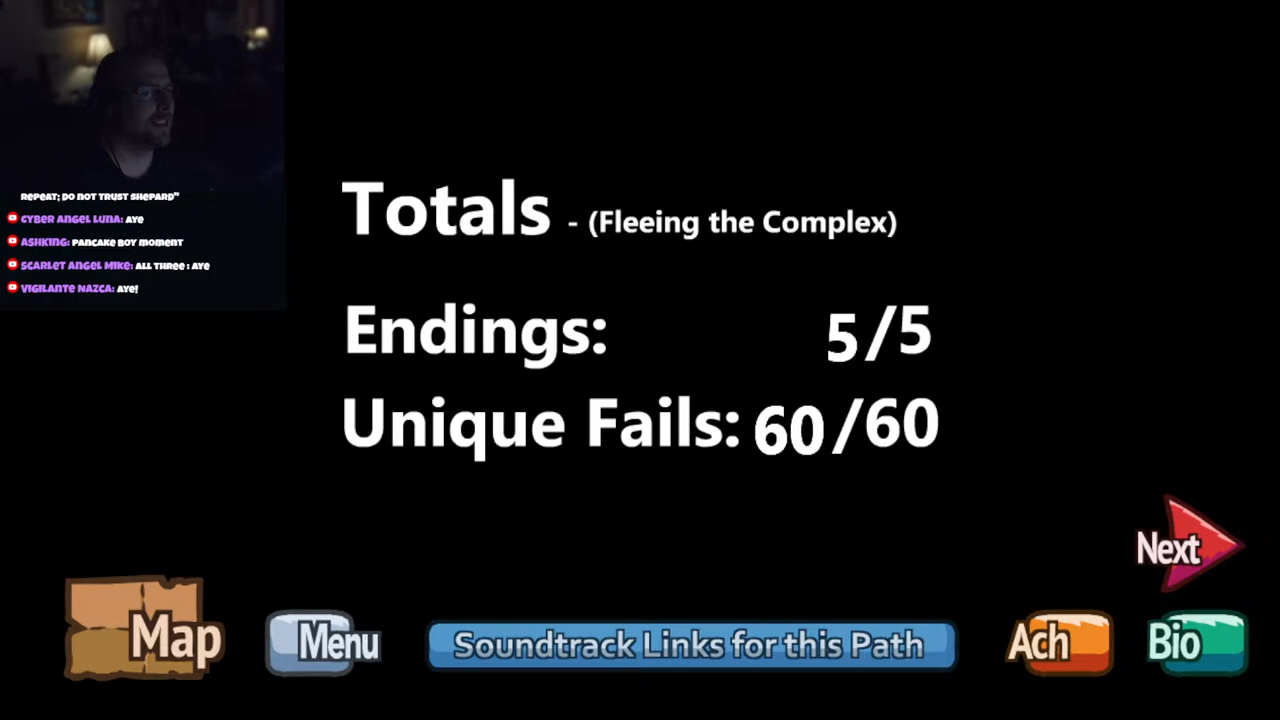 REPEAT; DO NOT TRUST SHEPARD"
CYBER ANGEL LUNA: AYE
ASHKING: PANCAKE BOY MOMENT
SCARLET ANGEL MIKE: ALL THREE : AYE
VIGILANTE NAZCA: AYE!
Totals - (Fleeing the Complex)
Endings: 5/5
Unique Fails: 60/60
Next
Map
Menu
Soundtrack Links for this Path
Ach
Bio